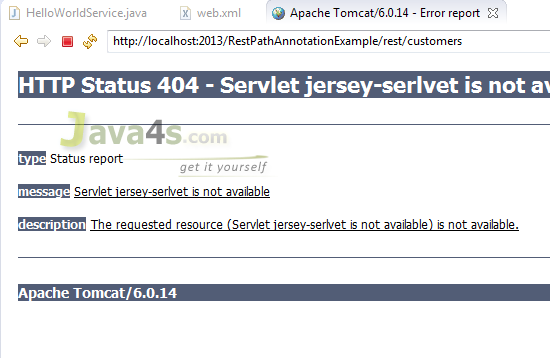 HelloWorldService.java web.xml Apache Tomcat/6.0.14 - Error report
http://localhost:2013/RestPathAnnotationExample/rest/customers
HTTP Status 404 - Servlet jersey-serlvet is not av
Java4s.com
type Status report
get it yourself
message Servlet jersey-serlvet is not available
description The requested resource (Servlet jersey-serlvet is not available) is not available.
Apache Tomcat/6.0.14